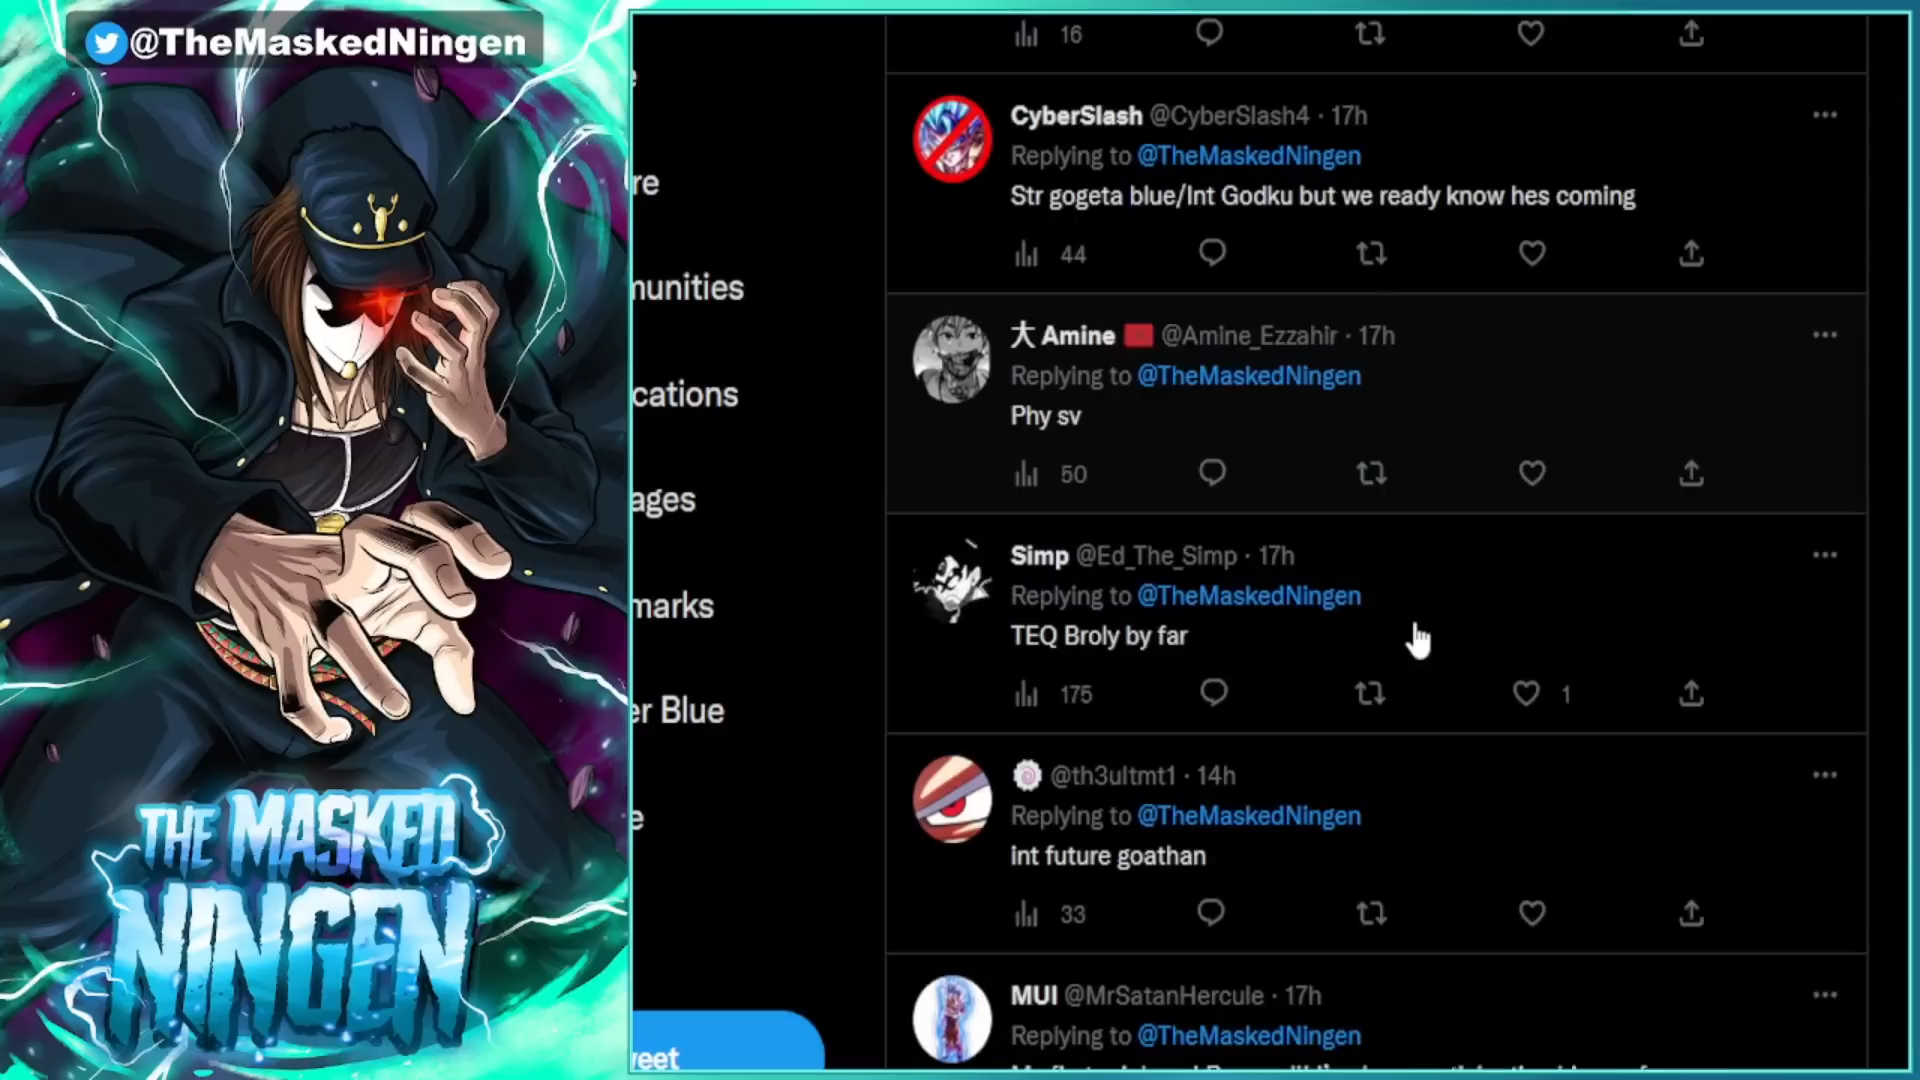 @TheMaskedNingen
THE MASKED
NINGEN
re
munities
cations
ages
marks
er Blue
e
weet
16
CyberSlash @CyberSlash4 · 17h
Replying to @TheMaskedNingen
Str gogeta blue/Int Godku but we ready know hes coming
44
大 Amine @Amine_Ezzahir · 17h
Replying to @TheMaskedNingen
Phy sv
50
Simp @Ed_The_Simp · 17h
Replying to @TheMaskedNingen
TEQ Broly by far
175
1
@th3ultmt1 · 14h
Replying to @TheMaskedNingen
int future goathan
33
MUI @MrSatanHercule · 17h
Replying to @TheMaskedNingen